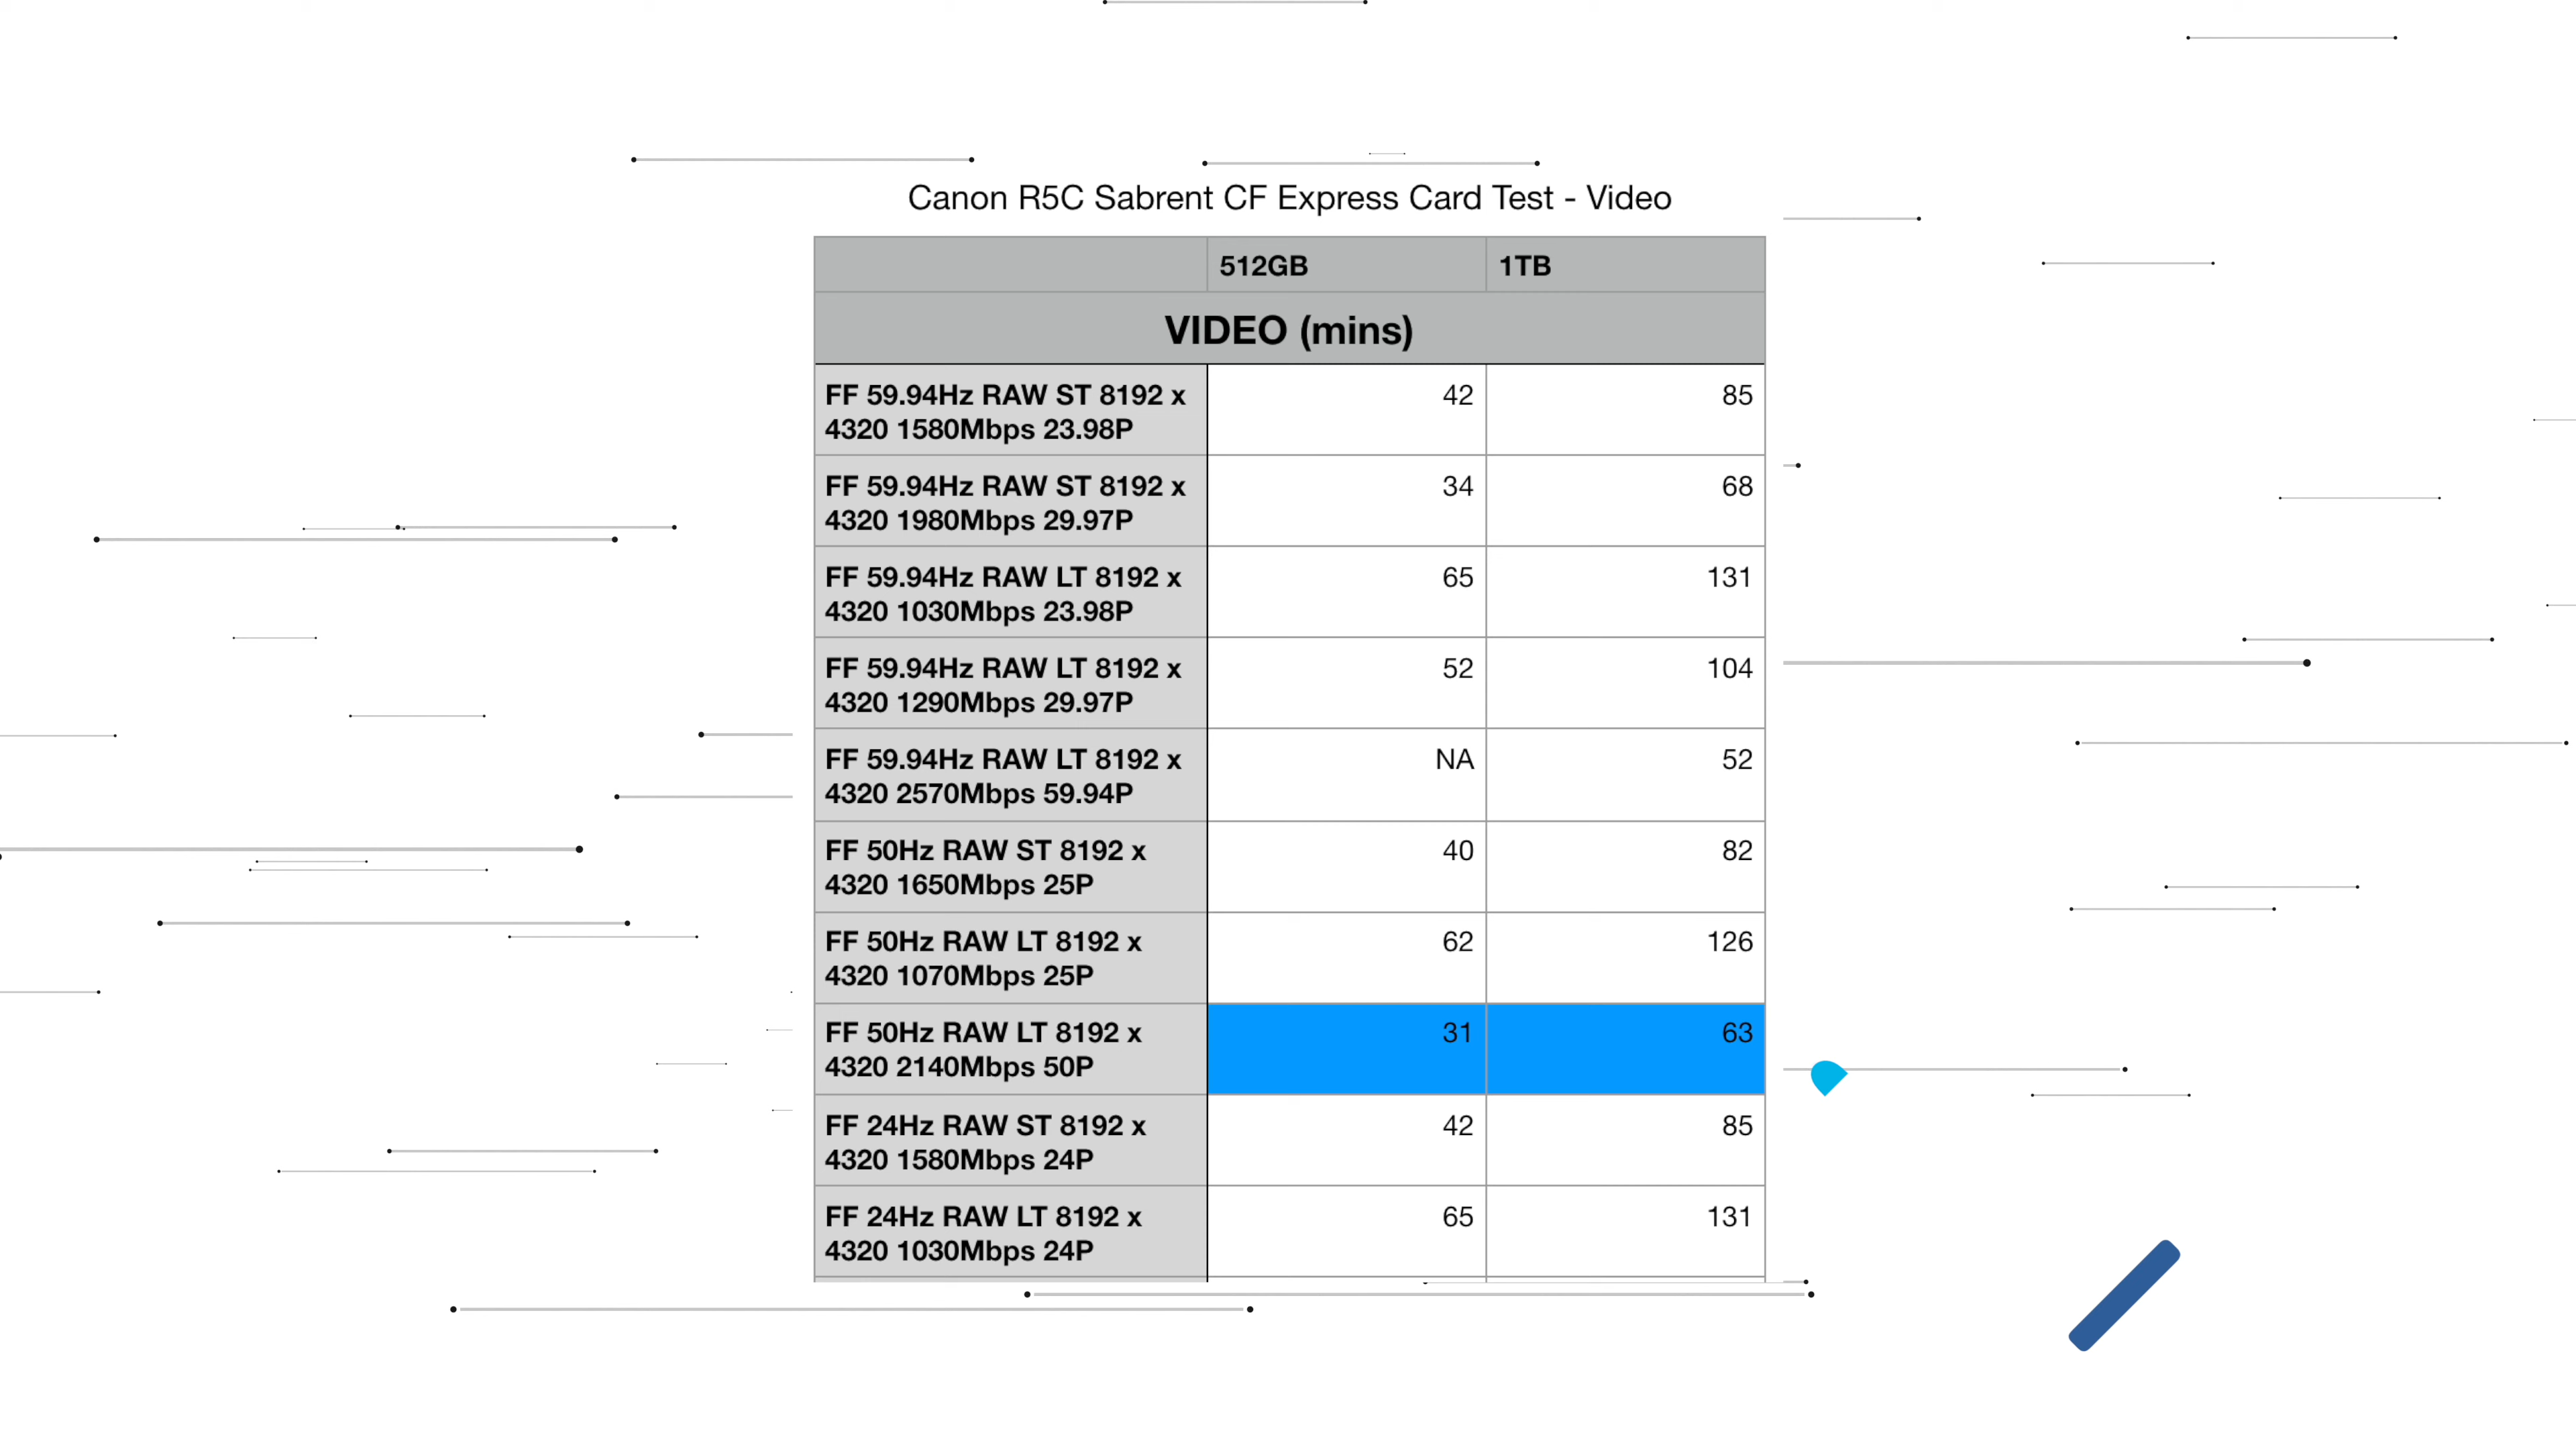 Canon R5C Sabrent CF Express Card Test - Video
512GB 1TB
VIDEO (mins)
FF 59.94Hz RAW ST 8192 x 42 85
4320 1580Mbps 23.98P
FF 59.94Hz RAW ST 8192 x 34 68
4320 1980Mbps 29.97P
FF 59.94Hz RAW LT 8192 x 65 131
4320 1030Mbps 23.98P
FF 59.94Hz RAW LT 8192 x 52 104
4320 1290Mbps 29.97P
FF 59.94Hz RAW LT 8192 x NA 52
4320 2570Mbps 59.94P
FF 50Hz RAW ST 8192 x 40 82
4320 1650Mbps 25P
FF 50Hz RAW LT 8192 x 62 126
4320 1070Mbps 25P
FF 50Hz RAW LT 8192 x 31 63
4320 2140Mbps 50P
FF 24Hz RAW ST 8192 x 42 85
4320 1580Mbps 24P
FF 24Hz RAW LT 8192 x 65 131
4320 1030Mbps 24P